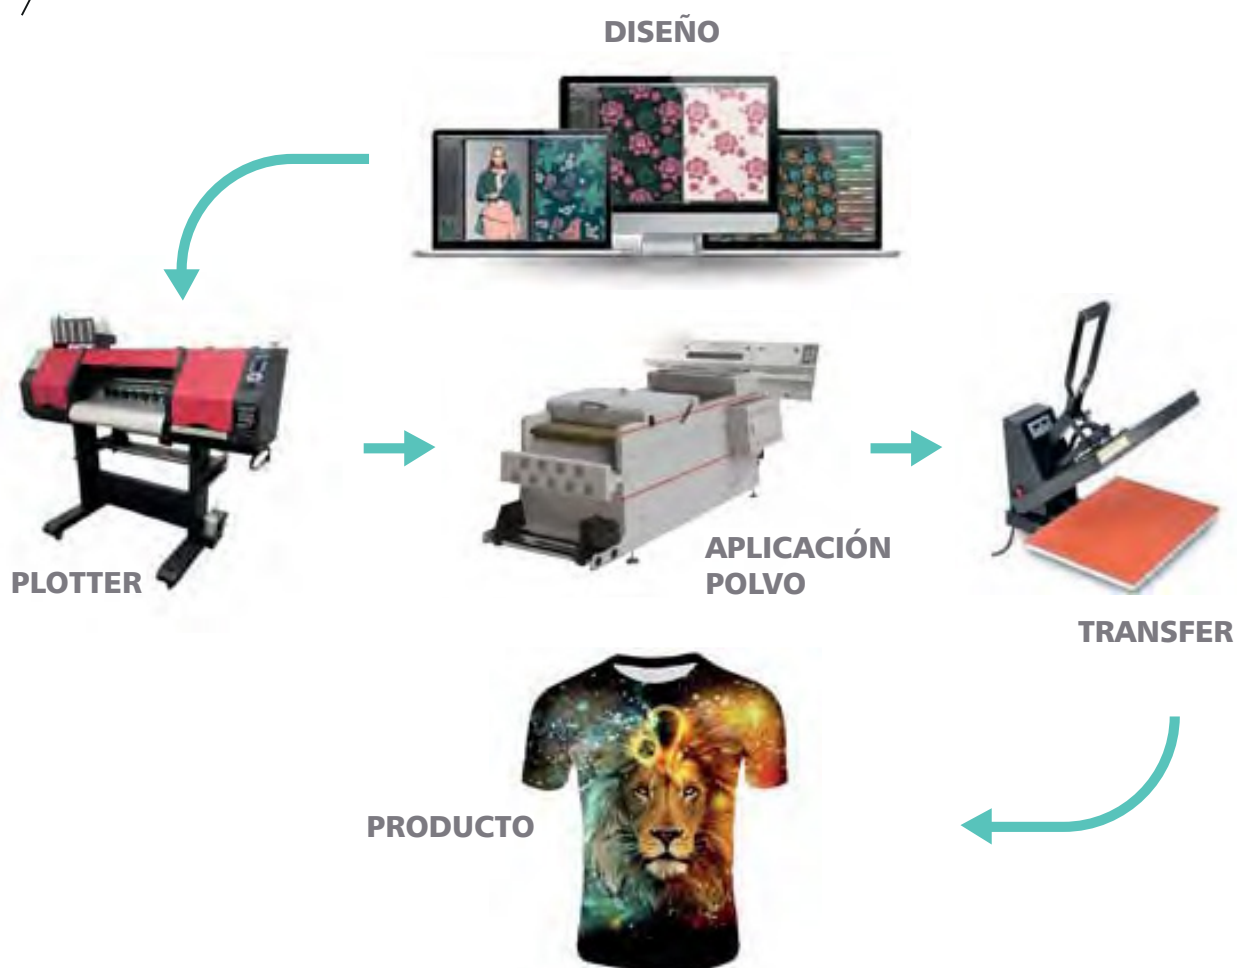 DISEÑO
PLOTTER
APLICACIÓN
POLVO
TRANSFER
PRODUCTO